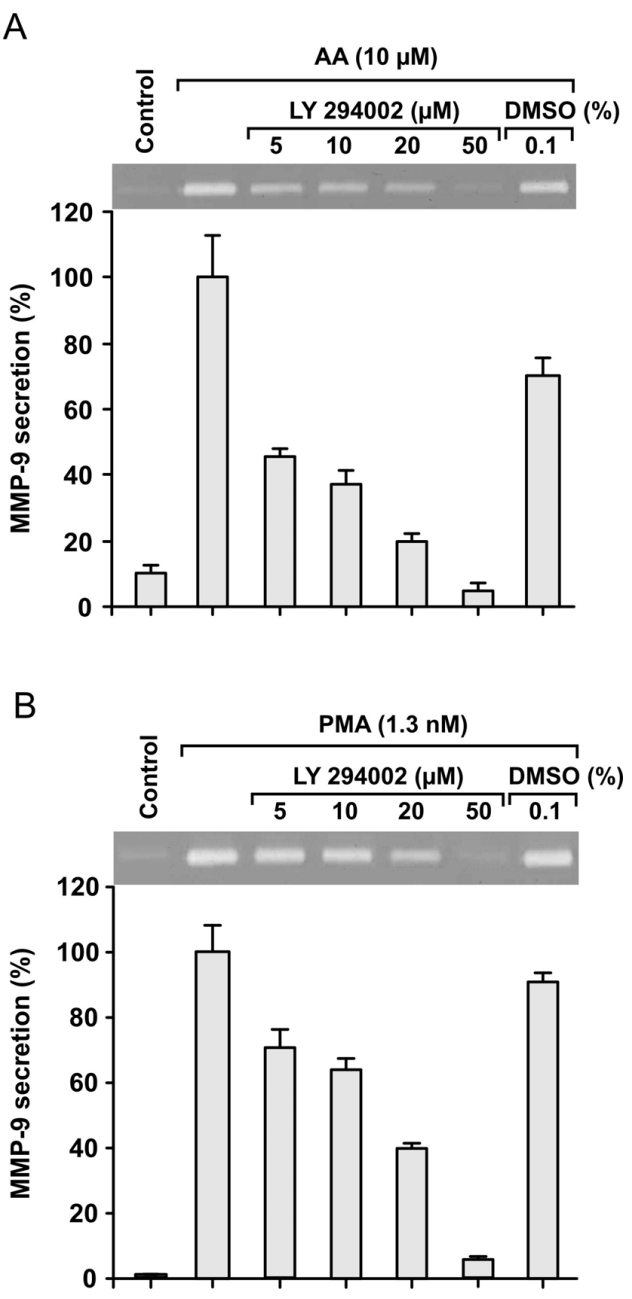 A
AA (10 µM)
Control
LY 294002 (µM)
DMSO (%)
5 10 20 50 0.1
MMP-9 secretion (%)
120
100
80
60
40
20
0
B
PMA (1.3 nM)
Control
LY 294002 (µM)
DMSO (%)
5 10 20 50 0.1
MMP-9 secretion (%)
120
100
80
60
40
20
0